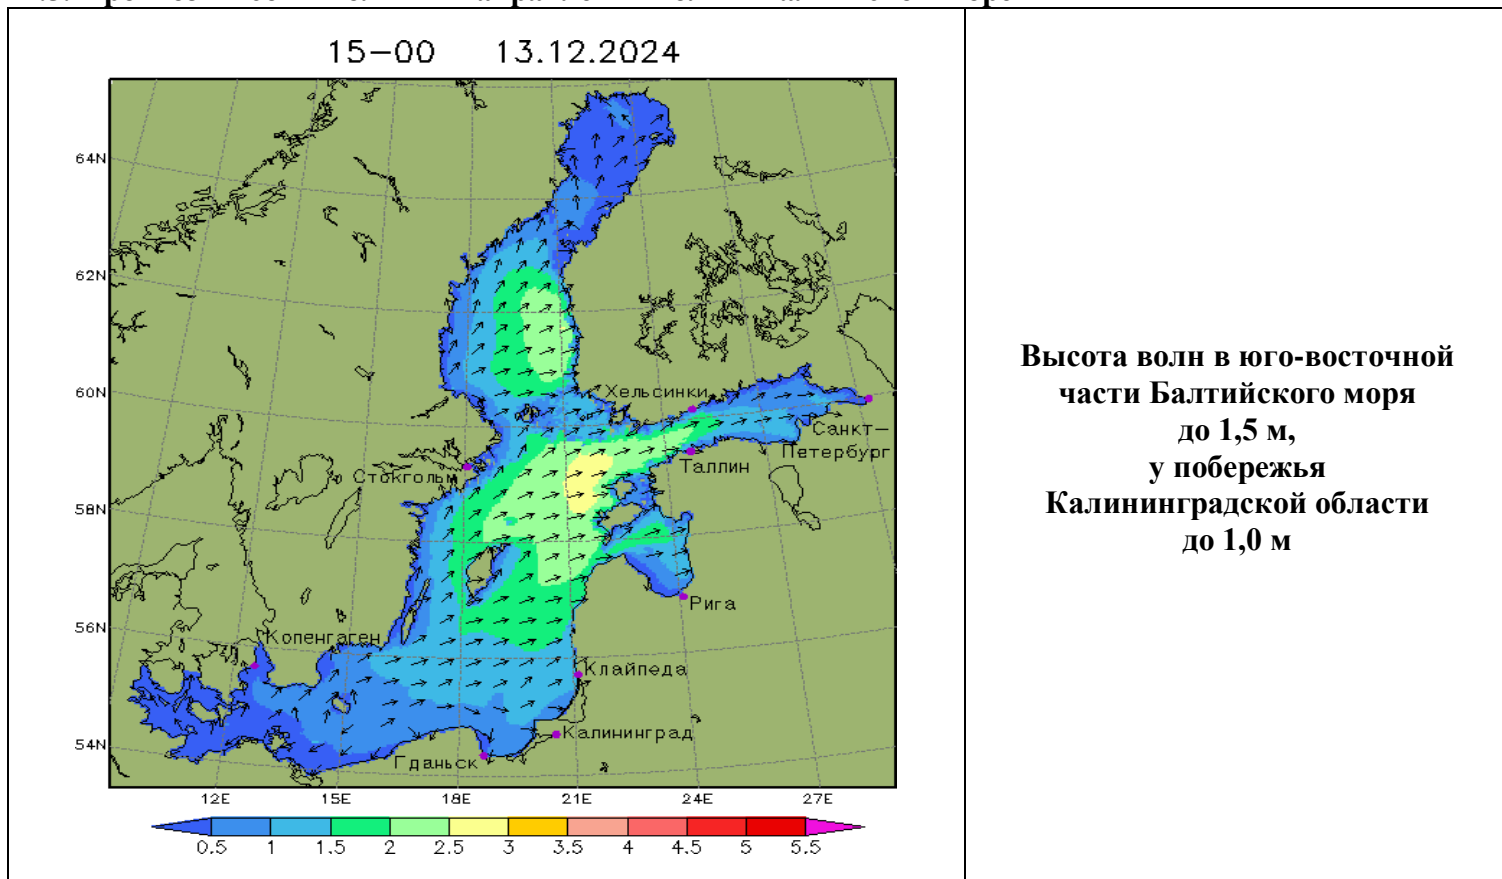 15-00 13.12.2024
64N
62N
60N
58N
56N
54N
Хельсинки
Санкт-
Петербург
Таллин
Стокгольм
Рига
Копенгаген
Клайпеда
Калининград
Гданьск
12E 15E 18E 21E 24E 27E
0.5 1 1.5 2 2.5 3 3.5 4 4.5 5 5.5
Высота волн в юго-восточной
части Балтийского моря
до 1,5 м,
у побережья
Калининградской области
до 1,0 м